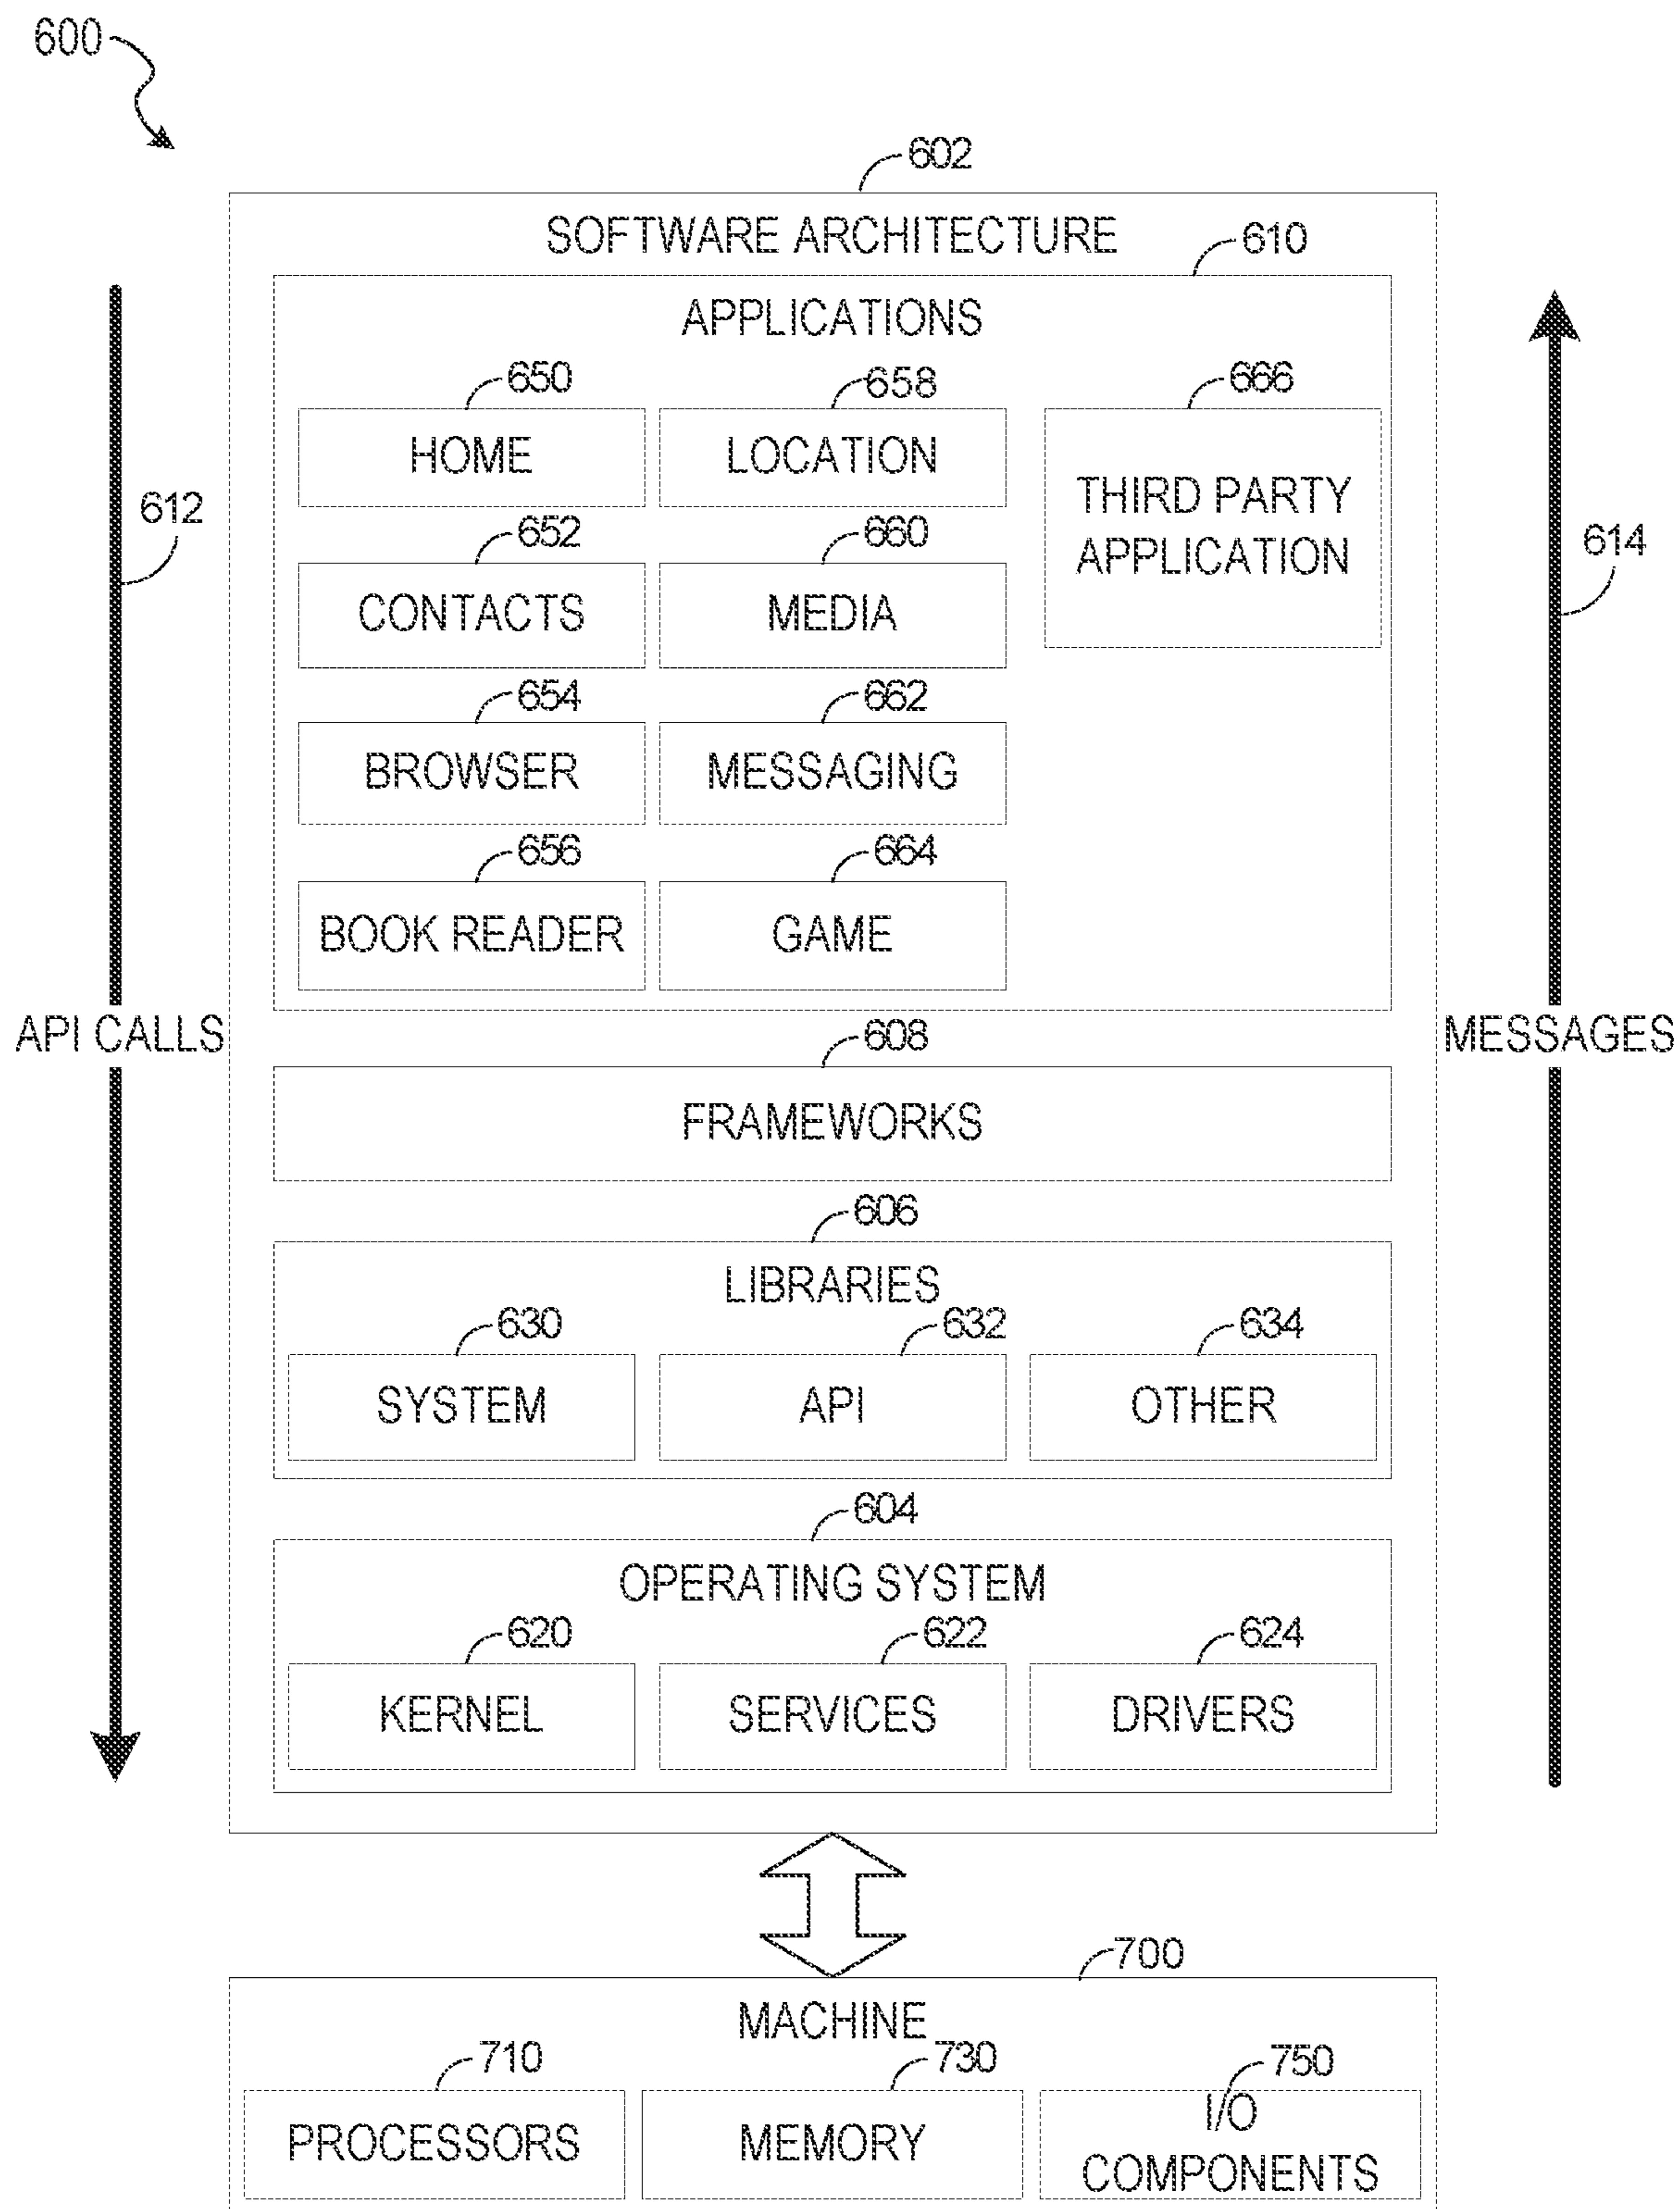 600
602
SOFTWARE ARCHITECTURE
610
APPLICATIONS
650
658
666
HOME
LOCATION
THIRD PARTY
APPLICATION
612
652
660
614
CONTACTS
MEDIA
654
662
BROWSER
MESSAGING
656
664
BOOK READER
GAME
API CALLS
MESSAGES
608
FRAMEWORKS
606
LIBRARIES
630
632
634
SYSTEM
API
OTHER
604
OPERATING SYSTEM
620
622
624
KERNEL
SERVICES
DRIVERS
700
MACHINE
710
730
750
PROCESSORS
MEMORY
I/O
COMPONENTS